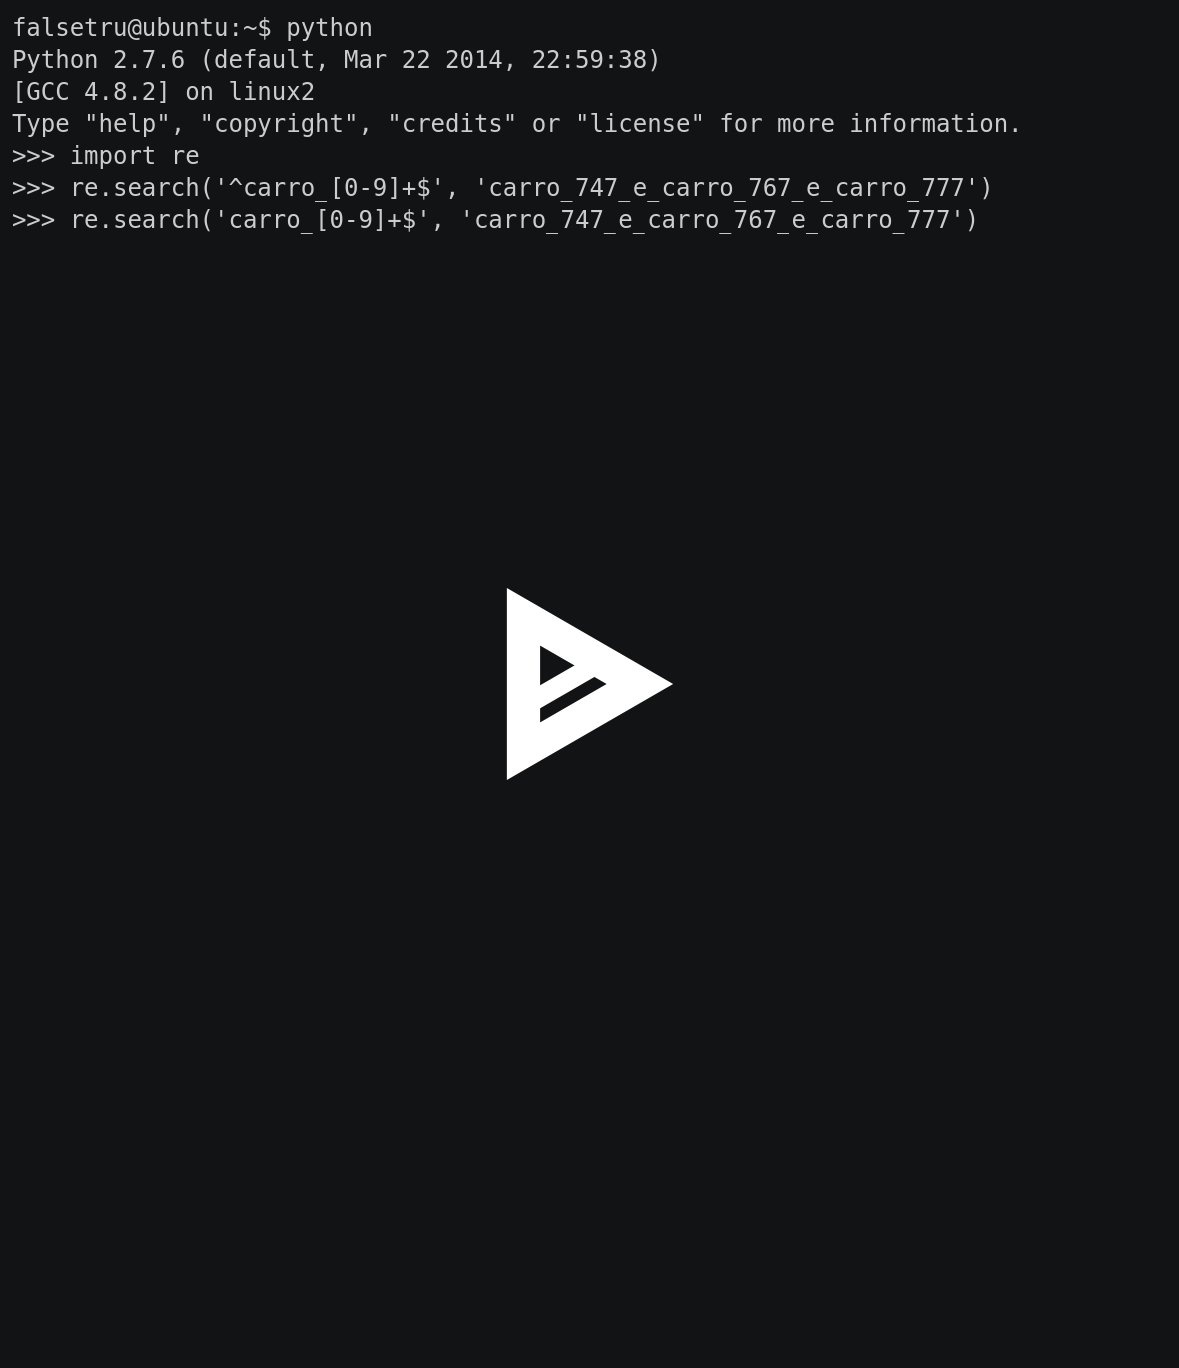 falsetru@ubuntu:~$ python
Python 2.7.6 (default, Mar 22 2014, 22:59:38)
[GCC 4.8.2] on linux2
Type "help", "copyright", "credits" or "license" for more information.
>>> import re
>>> re.search('^carro_[0-9]+$', 'carro_747_e_carro_767_e_carro_777')
>>> re.search('carro_[0-9]+$', 'carro_747_e_carro_767_e_carro_777')